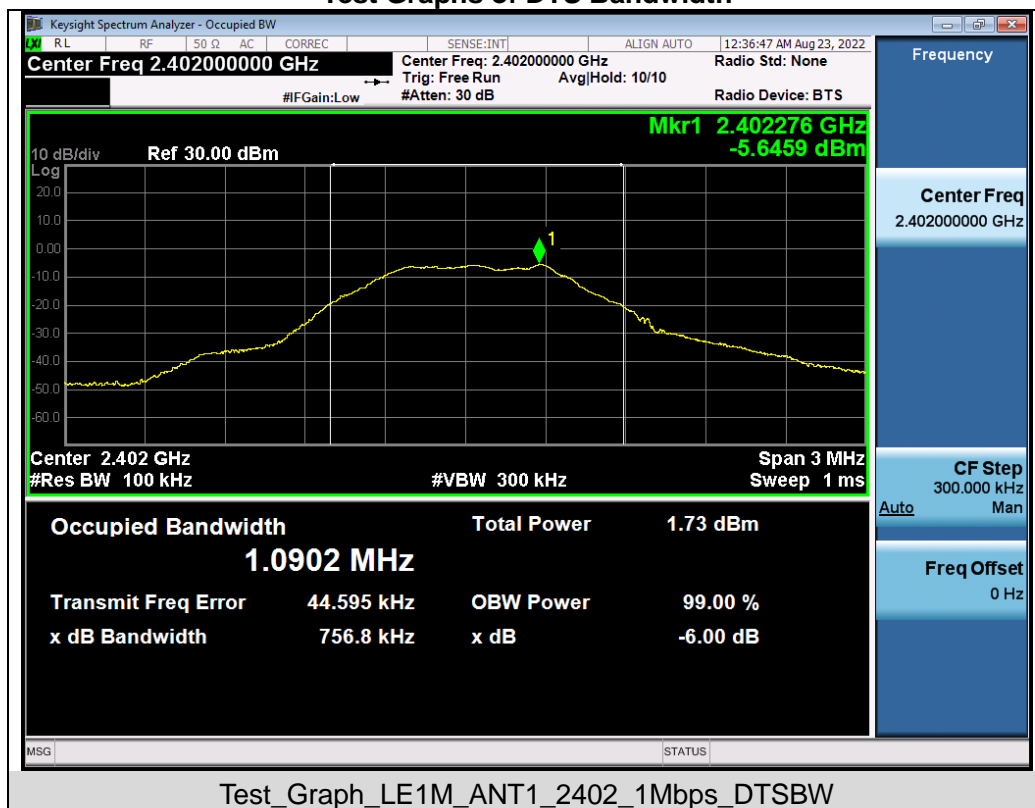 Test Graphs of DTS Bandwidth
Keysight Spectrum Analyzer - Occupied BW
LXI RL RF 50 Ω AC CORREC SENSE:INT ALIGN AUTO 12:36:47 AM Aug 23, 2022
Center Freq 2.402000000 GHz
Center Freq: 2.402000000 GHz Radio Std: None
Trig: Free Run Avg|Hold: 10/10
#IFGain:Low #Atten: 30 dB Radio Device: BTS
Mkr1 2.402276 GHz
-5.6459 dBm
10 dB/div Ref 30.00 dBm
Log
20.0
10.0
0.00
-10.0
-20.0
-30.0
-40.0
-50.0
-60.0
1
Center 2.402 GHz Span 3 MHz
#Res BW 100 kHz #VBW 300 kHz Sweep 1 ms
Occupied Bandwidth Total Power 1.73 dBm
1.0902 MHz
Transmit Freq Error 44.595 kHz OBW Power 99.00 %
x dB Bandwidth 756.8 kHz x dB -6.00 dB
MSG STATUS
Frequency
Center Freq
2.402000000 GHz
CF Step
300.000 kHz
Auto Man
Freq Offset
0 Hz
Test_Graph_LE1M_ANT1_2402_1Mbps_DTSBW